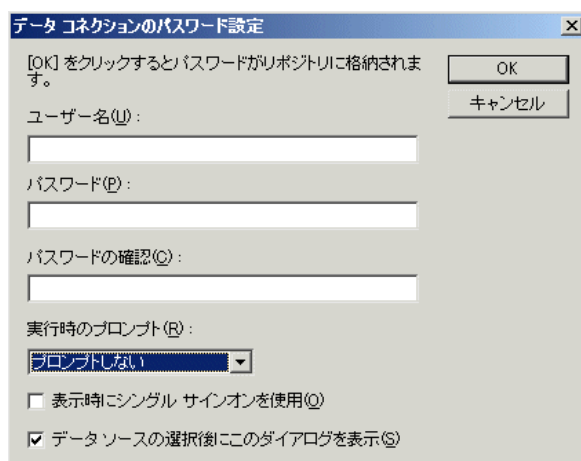 データ コネクションのパスワード設定
[OK] をクリックするとパスワードがリポジトリに格納されま
す。
OK
キャンセル
ユーザー名(U) :
パスワード(P) :
パスワードの確認(C) :
実行時のプロンプト(R) :
プロンプトしない
表示時にシングル サインオンを使用(O)
データ ソースの選択後にこのダイアログを表示(S)